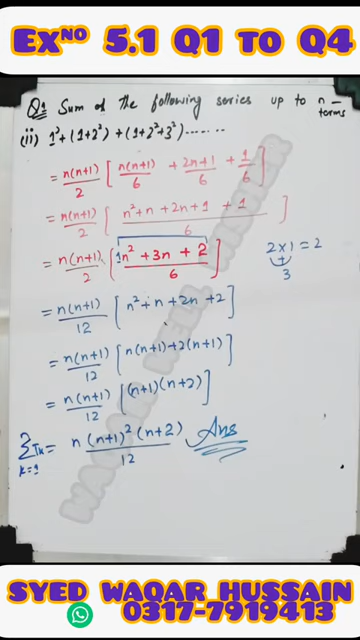 Ex^NO 5.1 Q1 TO Q4
Q1 Sum of the following series up to n-terms
(ii) 1² + (1+2²) + (1+2²+3²) .......
= n(n+1)/2 [ n(n+1)/6 + 2n+1/6 + 1/6 ]
= n(n+1)/2 [ n²+n+2n+1+1 / 6 ]
= n(n+1)/2 [ 1n²+3n+2 / 6 ]
2×1=2
+
3
= n(n+1)/12 [ n²+n+2n+2 ]
= n(n+1)/12 [ n(n+1)+2(n+1) ]
= n(n+1)/12 [ (n+1)(n+2) ]
∑ Tk = n(n+1)²(n+2)/12 Ans
k=1
SYED WAQAR HUSSAIN
0317-7919413